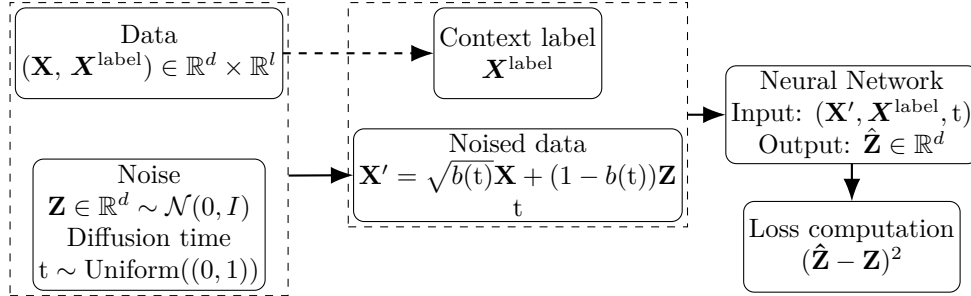 Data
(X, X^label) ∈ ℝ^d × ℝ^l
Noise
Z ∈ ℝ^d ∼ 𝒩(0, I)
Diffusion time
t ∼ Uniform((0, 1))
Context label
X^label
Noised data
X′ = √b(t)X + (1 − b(t))Z
t
Neural Network
Input: (X′, X^label, t)
Output: Ẑ ∈ ℝ^d
Loss computation
(Ẑ − Z)²